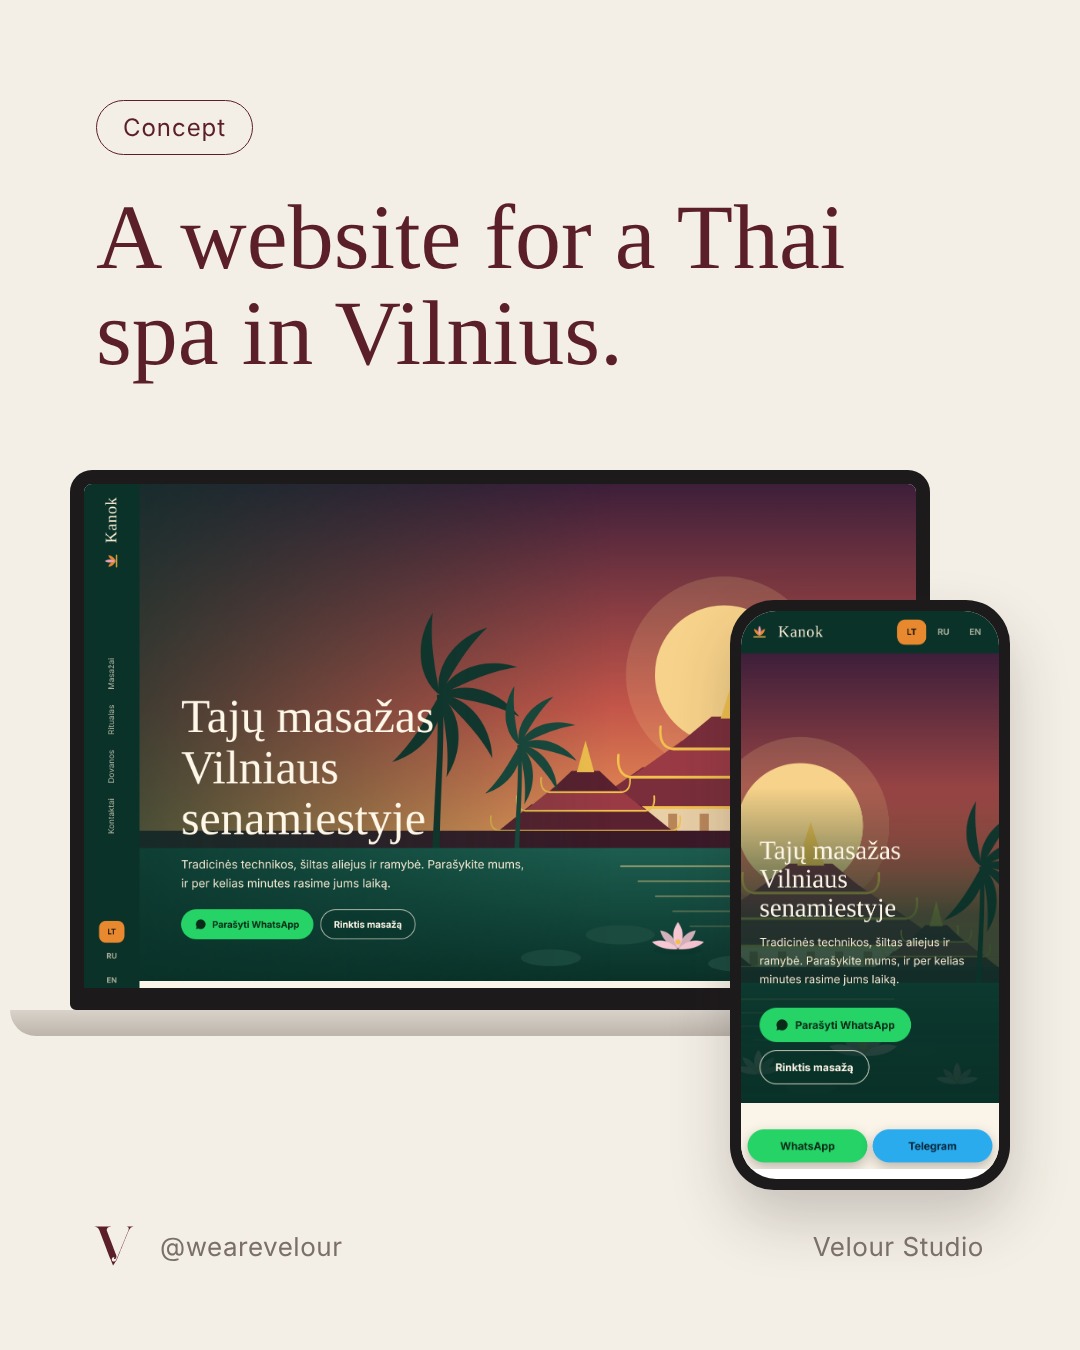 Concept
A website for a Thai
spa in Vilnius.
Kanok
Masažai
Ritualas
Dovanos
Kontaktai
LT
RU
EN
Tajų masažas
Vilniaus
senamiestyje
Tradicinės technikos, šiltas aliejus ir ramybė. Parašykite mums,
ir per kelias minutes rasime jums laiką.
Parašyti WhatsApp
Rinktis masažą
Kanok
LT RU EN
Tajų masažas
Vilniaus
senamiestyje
Tradicinės technikos, šiltas aliejus ir
ramybė. Parašykite mums, ir per kelias
minutes rasime jums laiką.
Parašyti WhatsApp
Rinktis masažą
WhatsApp Telegram
V @wearevelour
Velour Studio